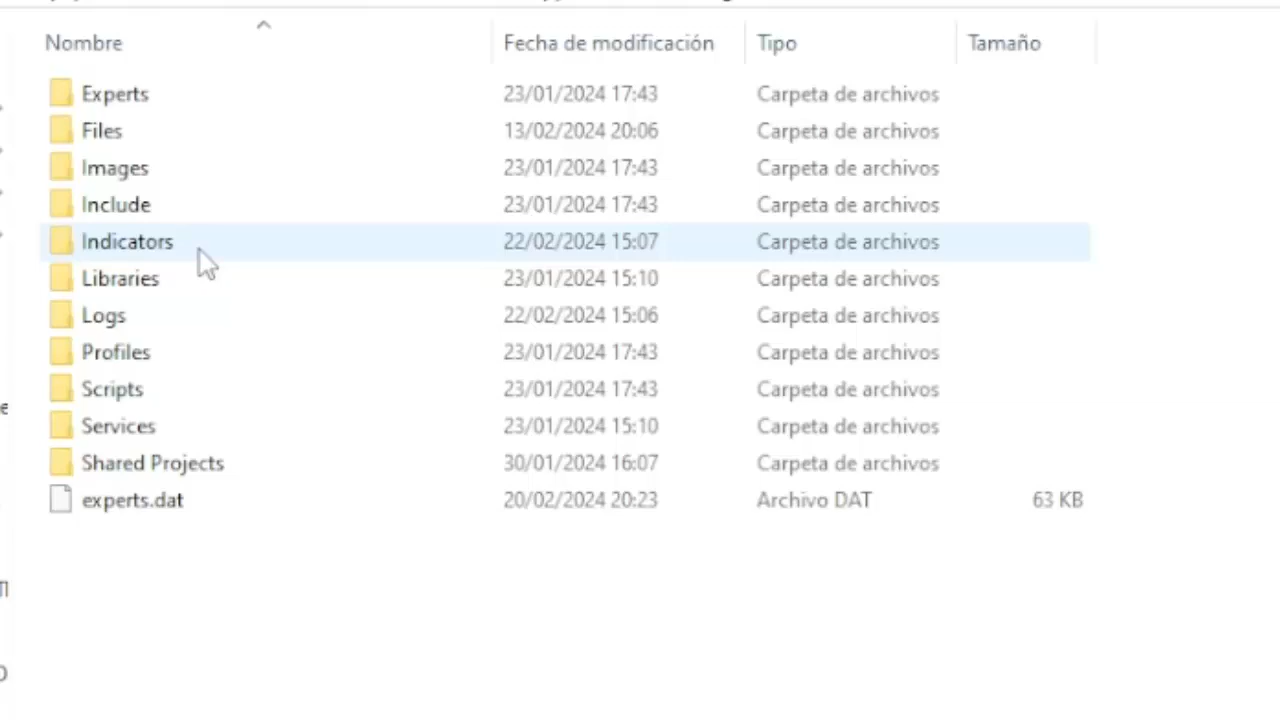 Nombre Fecha de modificación Tipo Tamaño
Experts 23/01/2024 17:43 Carpeta de archivos
Files 13/02/2024 20:06 Carpeta de archivos
Images 23/01/2024 17:43 Carpeta de archivos
Include 23/01/2024 17:43 Carpeta de archivos
Indicators 22/02/2024 15:07 Carpeta de archivos
Libraries 23/01/2024 15:10 Carpeta de archivos
Logs 22/02/2024 15:06 Carpeta de archivos
Profiles 23/01/2024 17:43 Carpeta de archivos
Scripts 23/01/2024 17:43 Carpeta de archivos
Services 23/01/2024 15:10 Carpeta de archivos
Shared Projects 30/01/2024 16:07 Carpeta de archivos
experts.dat 20/02/2024 20:23 Archivo DAT 63 KB